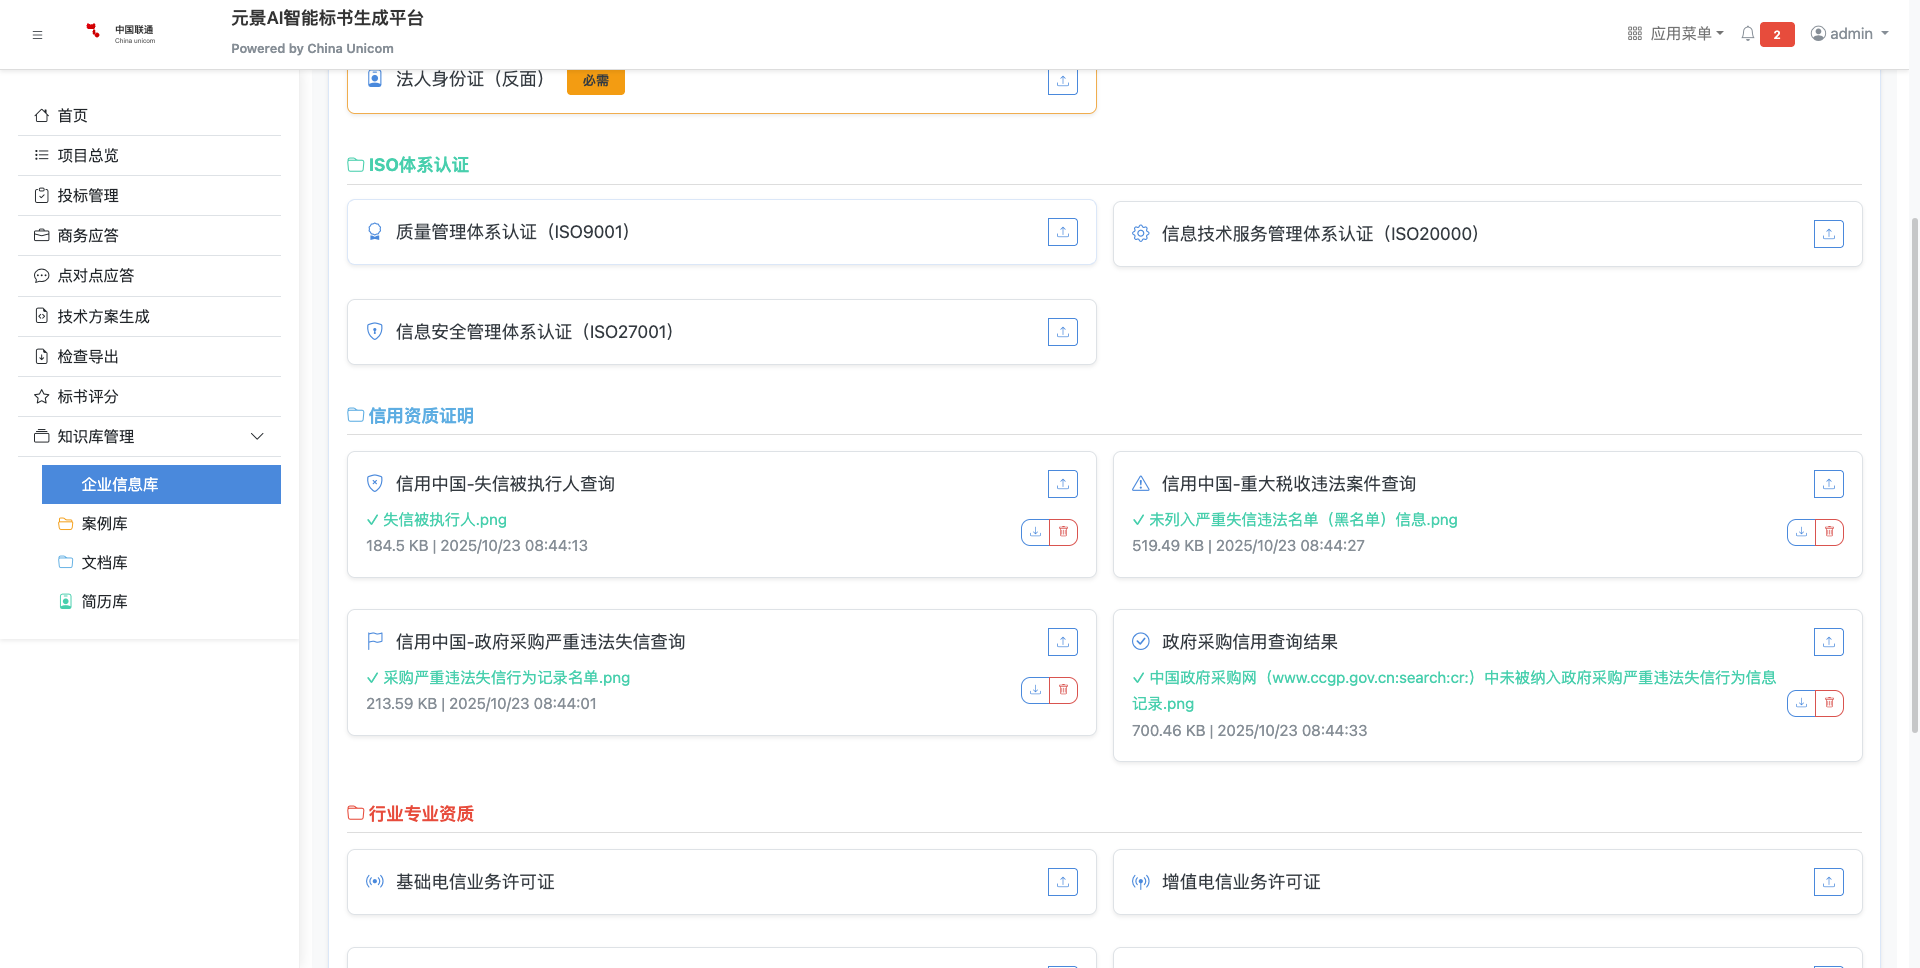 中国联通
China unicom
元景AI智能标书生成平台
Powered by China Unicom
应用菜单
2
admin
首页
项目总览
投标管理
商务应答
点对点应答
技术方案生成
检查导出
标书评分
知识库管理
企业信息库
案例库
文档库
简历库
法人身份证（反面）
必需
ISO体系认证
质量管理体系认证（ISO9001）
信息技术服务管理体系认证（ISO20000）
信息安全管理体系认证（ISO27001）
信用资质证明
信用中国-失信被执行人查询
失信被执行人.png
184.5 KB | 2025/10/23 08:44:13
信用中国-重大税收违法案件查询
未列入严重失信违法名单（黑名单）信息.png
519.49 KB | 2025/10/23 08:44:27
信用中国-政府采购严重违法失信查询
采购严重违法失信行为记录名单.png
213.59 KB | 2025/10/23 08:44:01
政府采购信用查询结果
中国政府采购网（www.ccgp.gov.cn:search:cr:）中未被纳入政府采购严重违法失信行为信息
记录.png
700.46 KB | 2025/10/23 08:44:33
行业专业资质
基础电信业务许可证
增值电信业务许可证